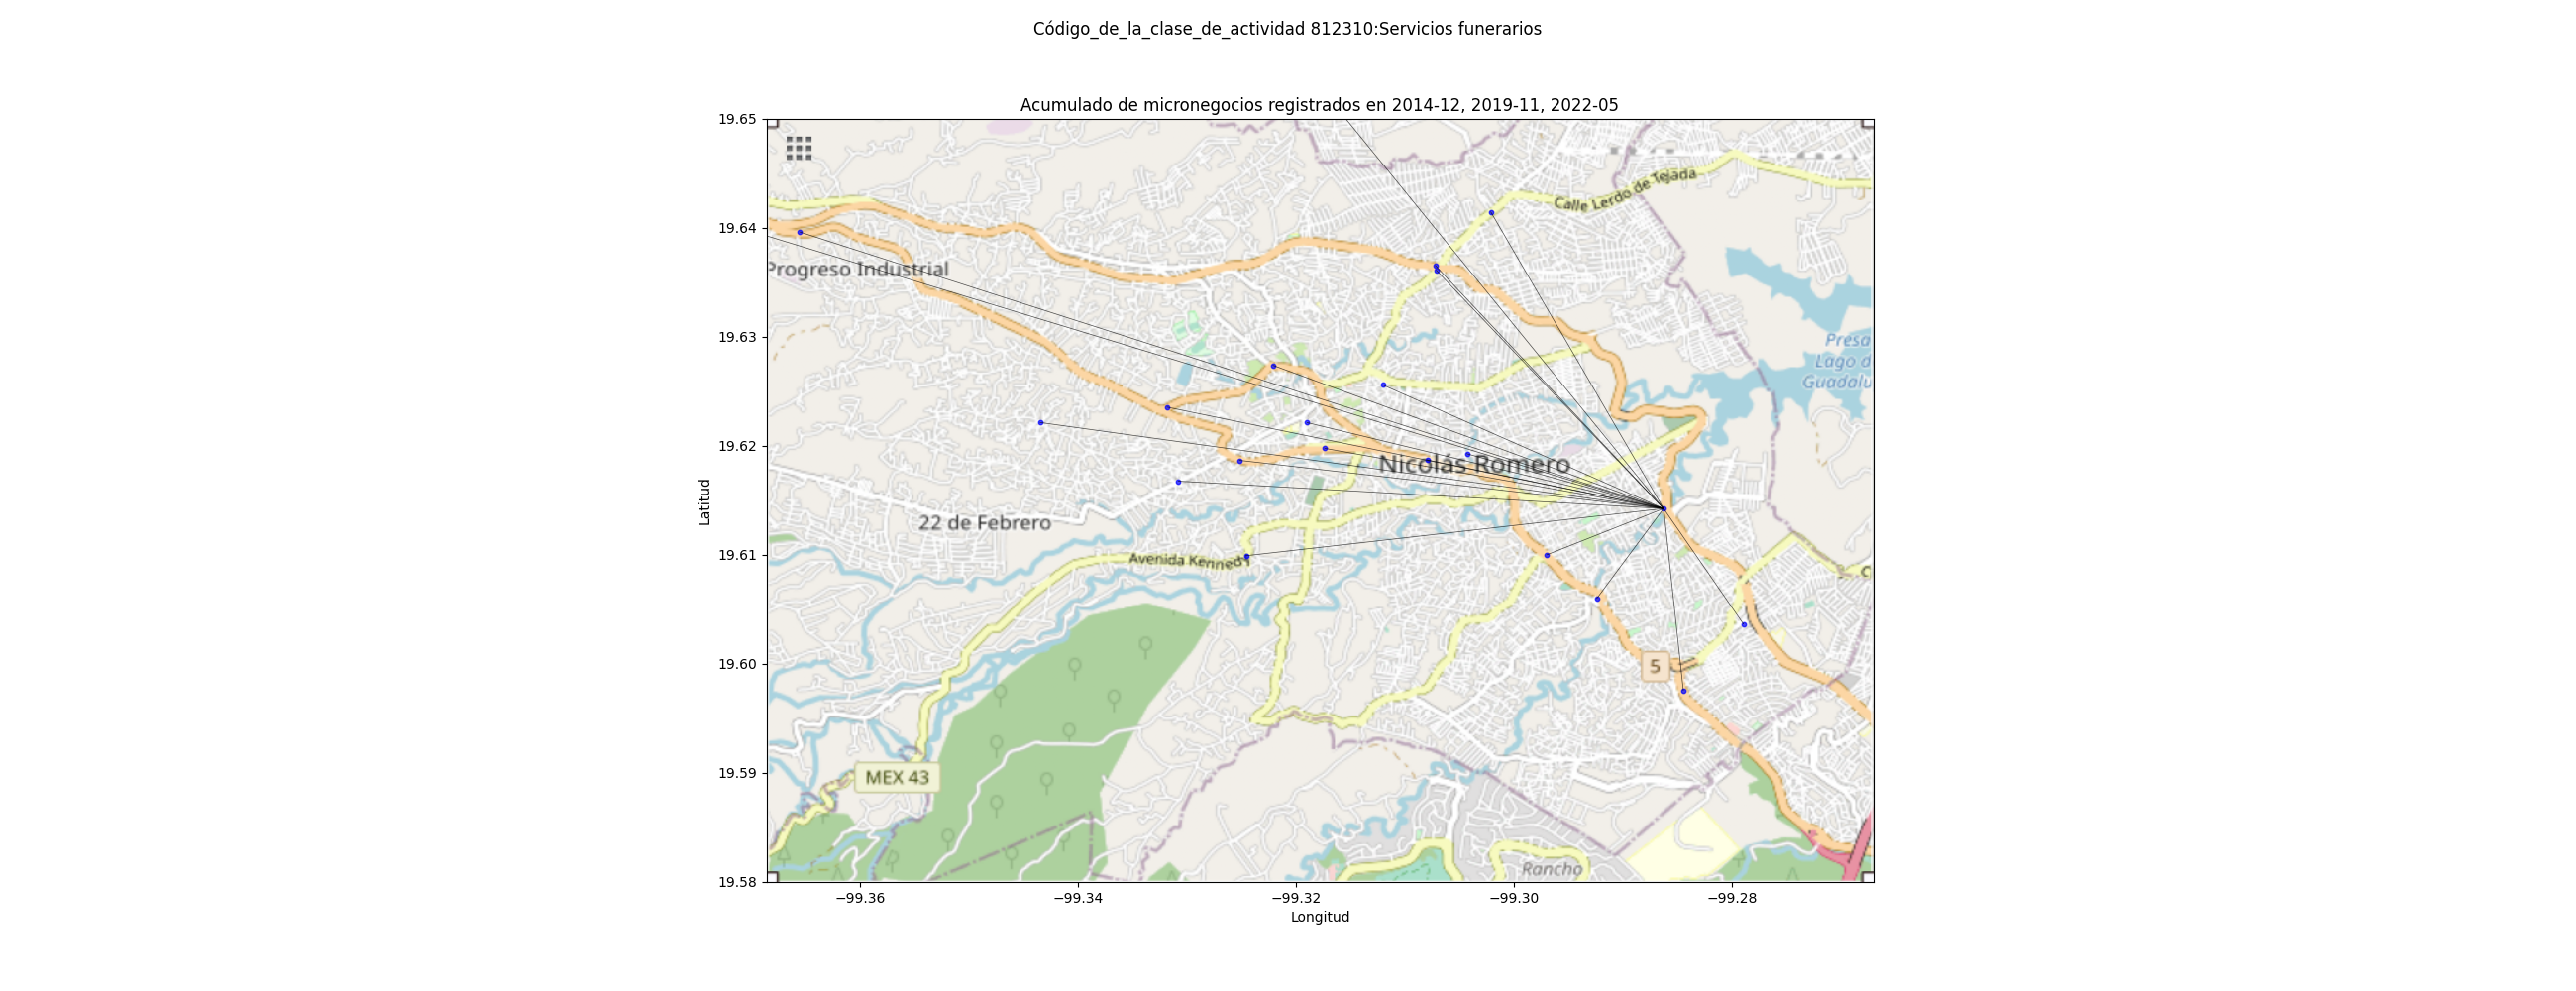 Código_de_la_clase_de_actividad 812310:Servicios funerarios
Acumulado de micronegocios registrados en 2014-12, 2019-11, 2022-05
19.65
Calle Lerdo de Tejada
19.64
Progreso Industrial
19.63
Presa
Lago d
Guadalu
19.62
Nicolás Romero
Latitud
22 de Febrero
19.61
Avenida Kennedy
C
19.60
5
19.59
MEX 43
Rancho
19.58
−99.36
−99.34
−99.32
−99.30
−99.28
Longitud